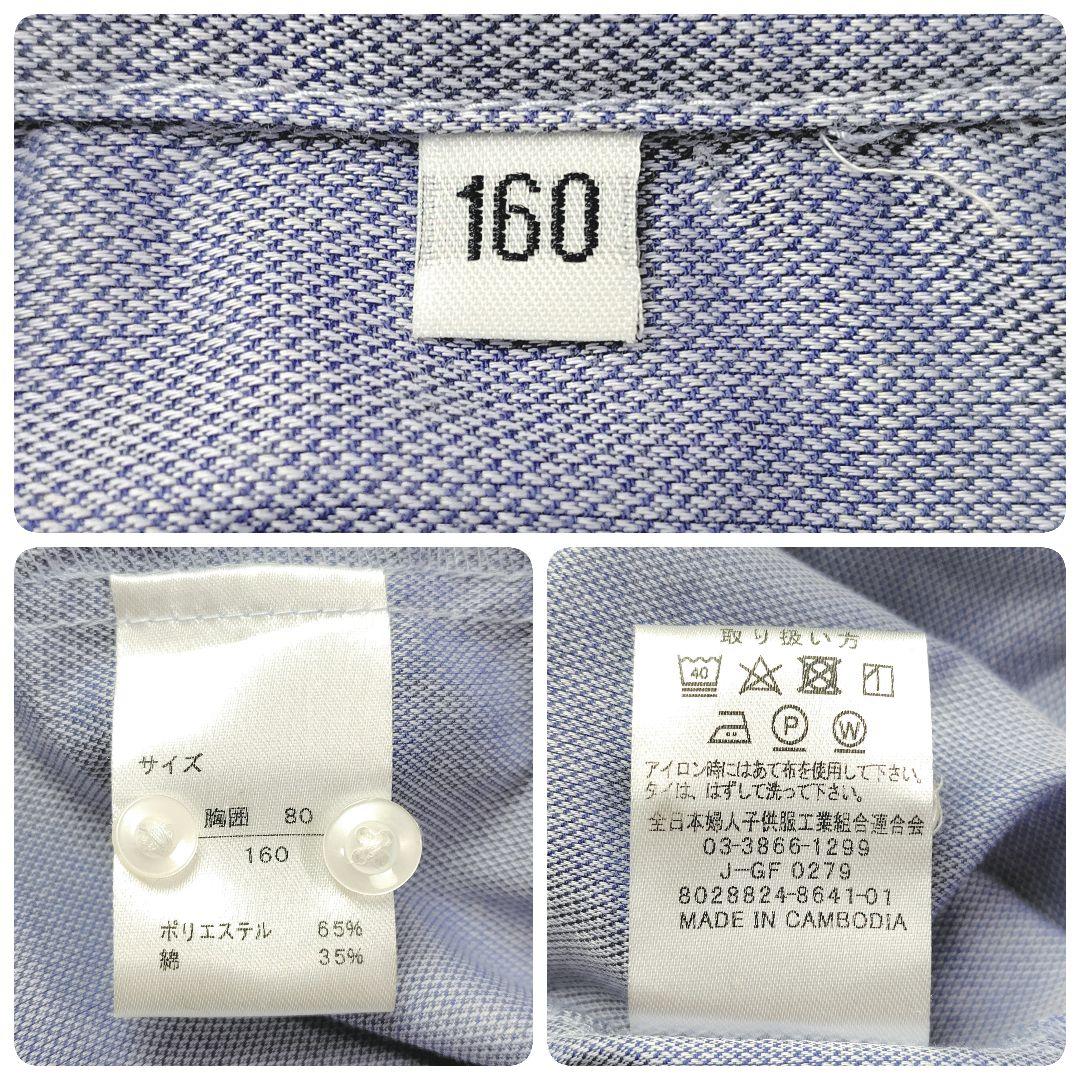 160
サイズ
胸囲 80
160
ポリエステル 65%
綿 35%
取り扱い方
40
P W
アイロン時にはあて布を使用して下さい。
タイは、はずして洗って下さい。
全日本婦人子供服工業組合連合会
03-3866-1299
J-GF 0279
8028824-8641-01
MADE IN CAMBODIA